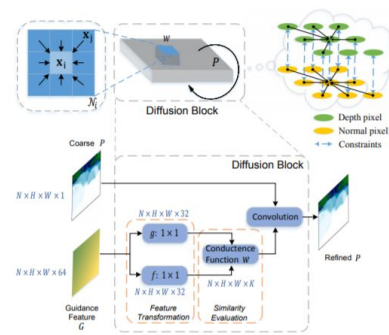 w
x_j
x_i
P
N_i
Diffusion Block
Depth pixel
Normal pixel
Constraints
Diffusion Block
Coarse P
N × H × W × 1
N × H × W × 32
g: 1 × 1
Convolution
Conductence
Function W
N × H × W × 64
f: 1 × 1
N × H × W × K
Refined P
N × H × W × 32
Guidance
Feature
G
Feature
Transformation
Similarity
Evaluation